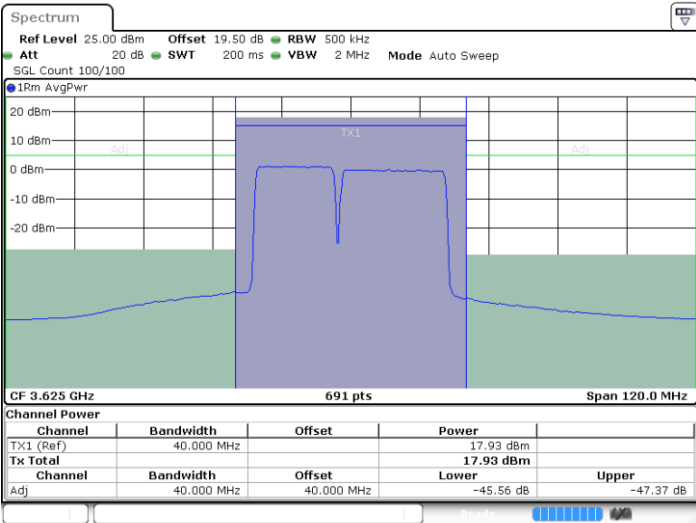 Spectrum
Ref Level 25.00 dBm Offset 19.50 dB RBW 500 kHz
Att 20 dB SWT 200 ms VBW 2 MHz Mode Auto Sweep
SGL Count 100/100
1Rm AvgPwr
20 dBm
TX1
10 dBm
Adj Adj
0 dBm
-10 dBm
-20 dBm
CF 3.625 GHz 691 pts Span 120.0 MHz
Channel Power
Channel Bandwidth Offset Power
TX1 (Ref) 40.000 MHz 17.93 dBm
Tx Total 17.93 dBm
Channel Bandwidth Offset Lower Upper
Adj 40.000 MHz 40.000 MHz -45.56 dB -47.37 dB
Ready